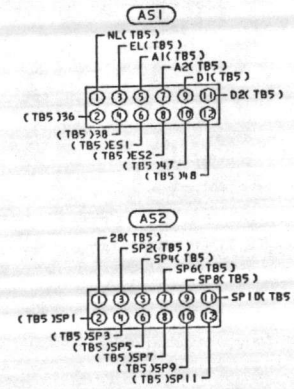 AS1
NL(TB5)
EL(TB5)
A1(TB5)
A2(TB5)
D1(TB5)
1 3 5 7 9 11 D2(TB5)
(TB5)36 2 4 6 8 10 12
(TB5)38
(TB5)ES1
(TB5)ES2
(TB5)47
(TB5)48
AS2
28(TB5)
SP2(TB5)
SP4(TB5)
SP6(TB5)
SP8(TB5)
1 3 5 7 9 11 SP10(TB5
(TB5)SP1 2 4 6 8 10 12
(TB5)SP3
(TB5)SP5
(TB5)SP7
(TB5)SP9
(TB5)SP11